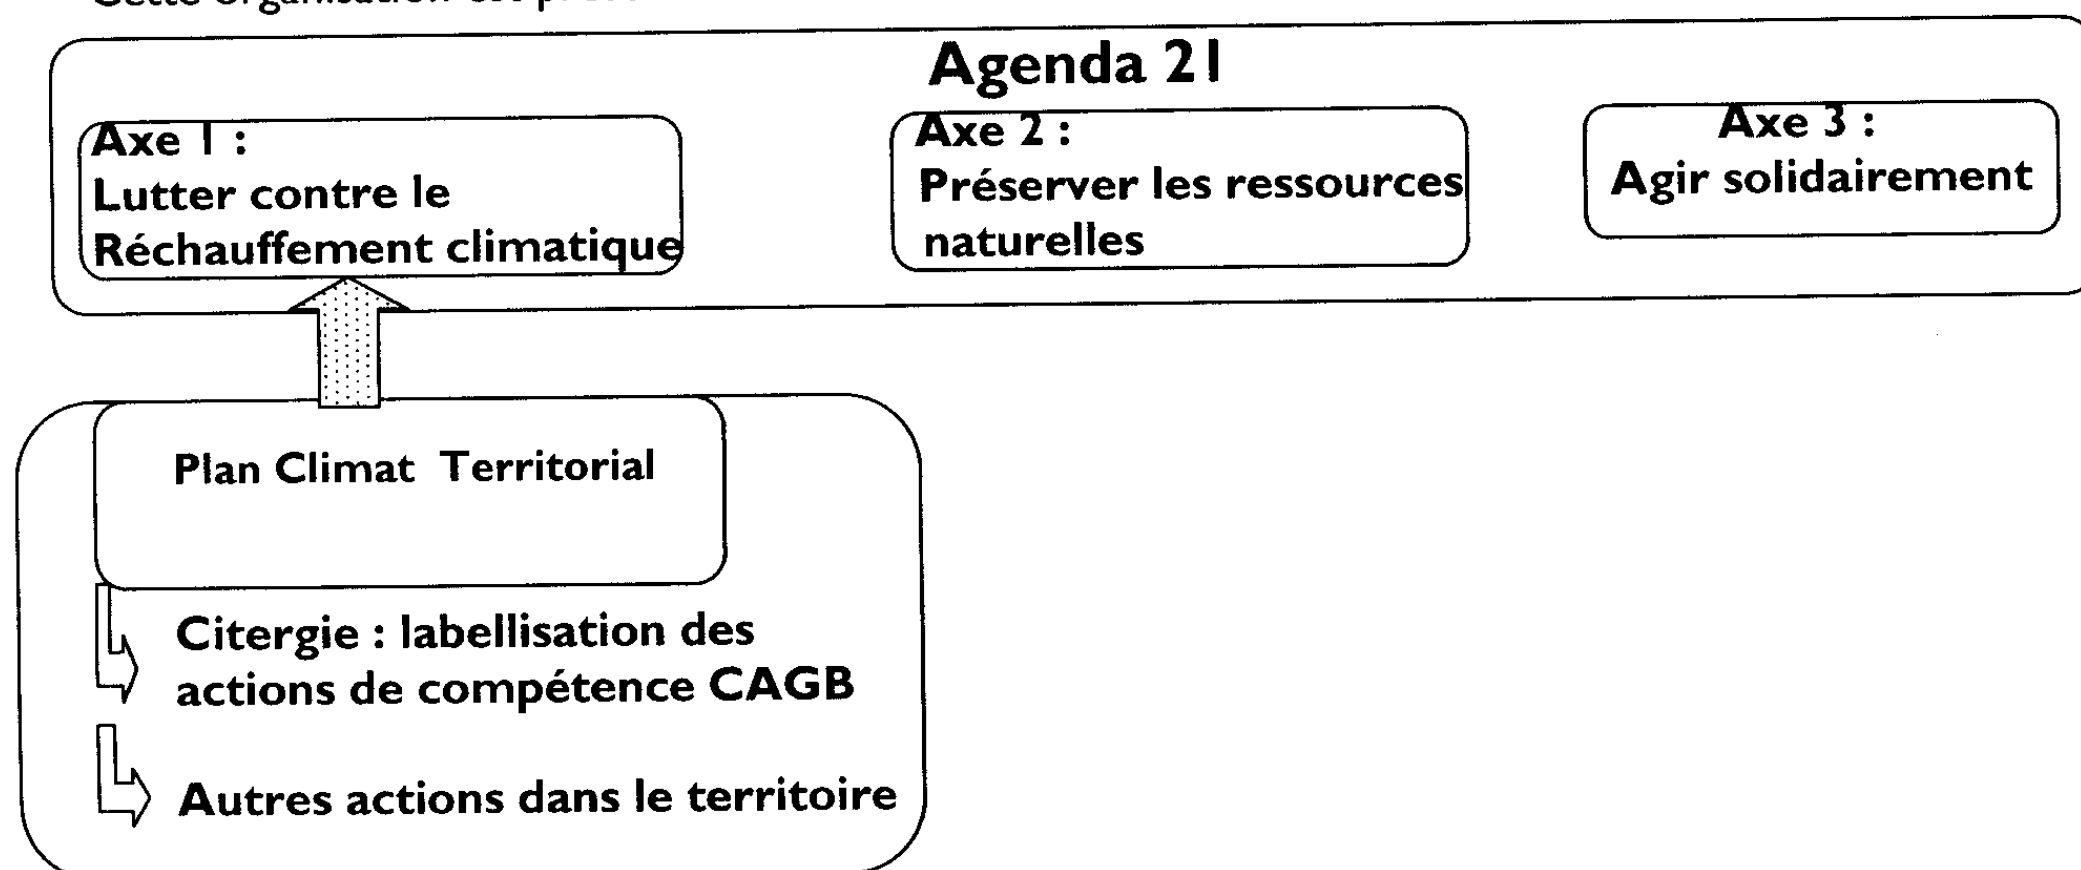 Agenda 21
Axe 1 :
Lutter contre le
Réchauffement climatique
Axe 2 :
Préserver les ressources
naturelles
Axe 3 :
Agir solidairement
Plan Climat Territorial
Citergie : labellisation des
actions de compétence CAGB
Autres actions dans le territoire